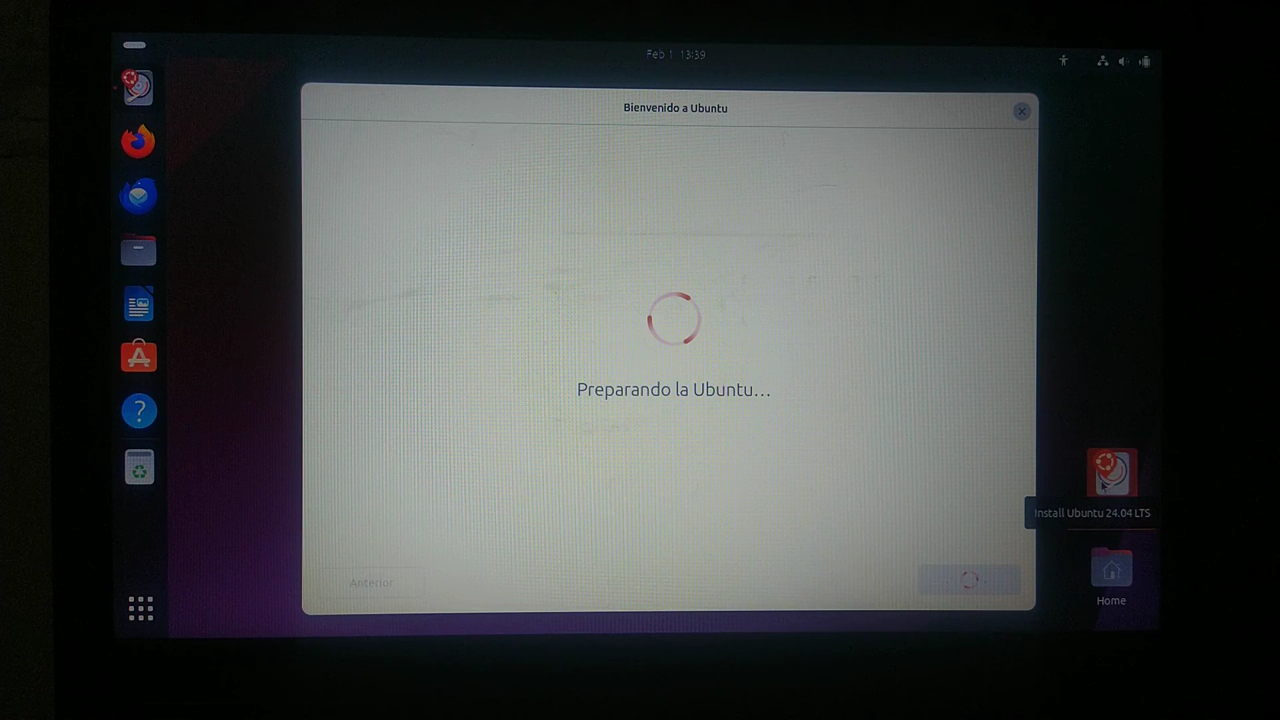 Feb 1 13:39
Bienvenido a Ubuntu
Preparando la Ubuntu...
Install Ubuntu 24.04 LTS
Anterior
Home